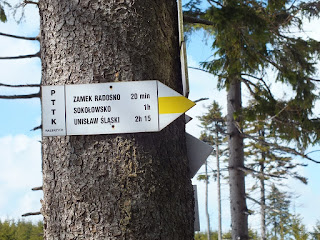 PTTK
ZAMEK RADOSNO 20 min
SOKOŁOWSKO 1h
UNISŁAW ŚLĄSKI 2h 15